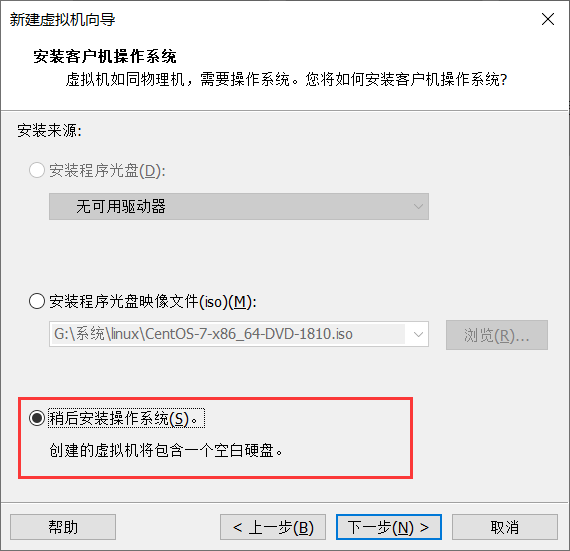 新建虚拟机向导
安装客户机操作系统
虚拟机如同物理机，需要操作系统。您将如何安装客户机操作系统?
安装来源:
安装程序光盘(D):
无可用驱动器
安装程序光盘映像文件(iso)(M):
G:\系统\linux\CentOS-7-x86_64-DVD-1810.iso 浏览(R)...
稍后安装操作系统(S)。
创建的虚拟机将包含一个空白硬盘。
帮助 < 上一步(B) 下一步(N) > 取消